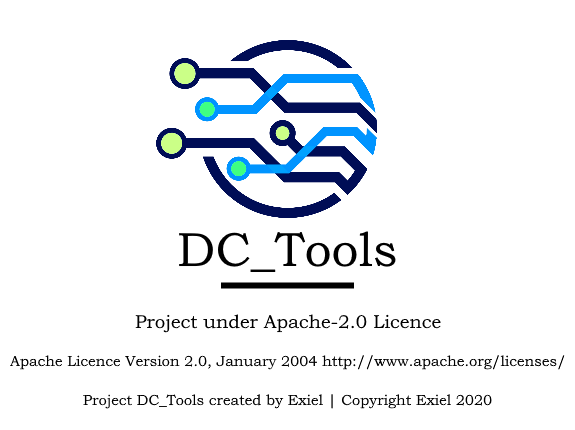 DC_Tools
Project under Apache-2.0 Licence
Apache Licence Version 2.0, January 2004 http://www.apache.org/licenses/
Project DC_Tools created by Exiel | Copyright Exiel 2020